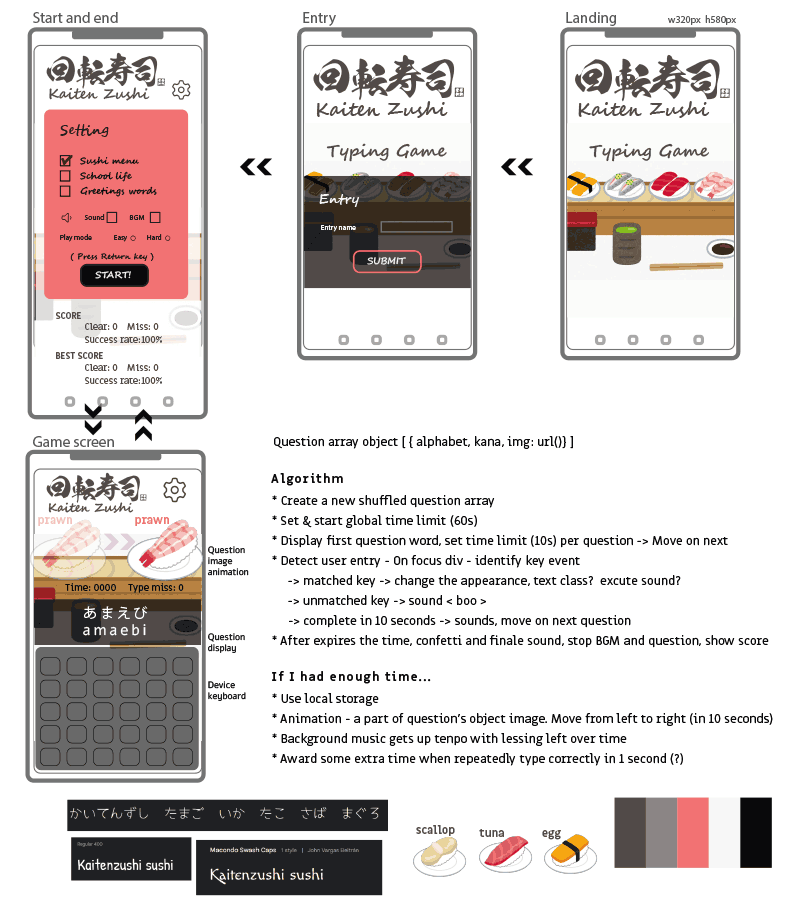 Start and end
回転寿司
Kaiten Zushi
Setting
Sushi menu
School life
Greetings words
Sound
BGM
Play mode Easy Hard
( Press Return key )
START!
SCORE
Clear: 0 Miss: 0
Success rate:100%
BEST SCORE
Clear: 0 Miss: 0
Success rate:100%
Entry
回転寿司
Kaiten Zushi
Typing Game
Entry
Entry name
SUBMIT
Landing
w320px h580px
回転寿司
Kaiten Zushi
Typing Game
Game screen
回転寿司
Kaiten Zushi
prawn
prawn
Time: 0000 Type miss: 0
あまえび
amaebi
Question
image
animation
Question
display
Device
keyboard
Question array object [ { alphabet, kana, img: url()} ]
Algorithm
* Create a new shuffled question array
* Set & start global time limit (60s)
* Display first question word, set time limit (10s) per question -> Move on next
* Detect user entry - On focus div - identify key event
-> matched key -> change the appearance, text class? excute sound?
-> unmatched key -> sound < boo >
-> complete in 10 seconds -> sounds, move on next question
* After expires the time, confetti and finale sound, stop BGM and question, show score
If I had enough time...
* Use local storage
* Animation - a part of question's object image. Move from left to right (in 10 seconds)
* Background music gets up tenpo with lessing left over time
* Award some extra time when repeatedly type correctly in 1 second (?)
かいてんずし たまご いか たこ さば まぐろ
Regular 400
Kaitenzushi sushi
Macondo Swash Caps 1 style | John Vargas Beltrán
Kaitenzushi sushi
scallop
tuna
egg